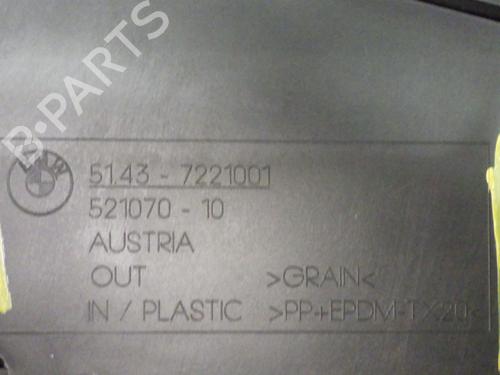 B-PARTS
BMW
51.43 - 7221001
521070 - 10
AUSTRIA
OUT >GRAIN<
IN / PLASTIC >PP+EPDM-TX20<